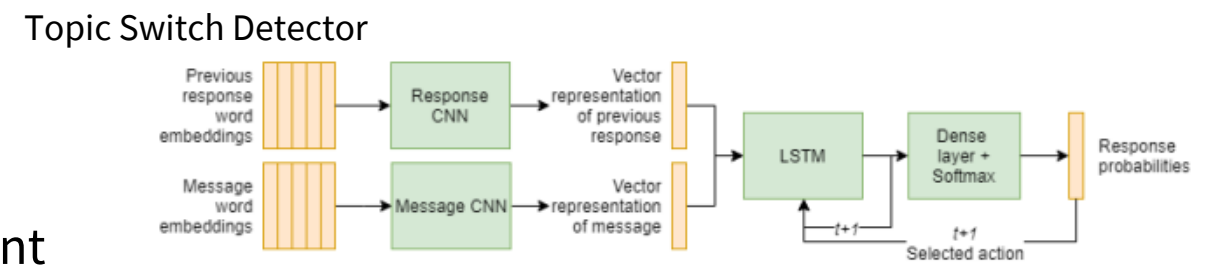 Topic Switch Detector
Previous
response
word
embeddings
Response
CNN
Vector
representation
of previous
response
Message
word
embeddings
Message CNN
Vector
representation
of message
LSTM
Dense
layer +
Softmax
Response
probabilities
t+1
t+1
Selected action
nt